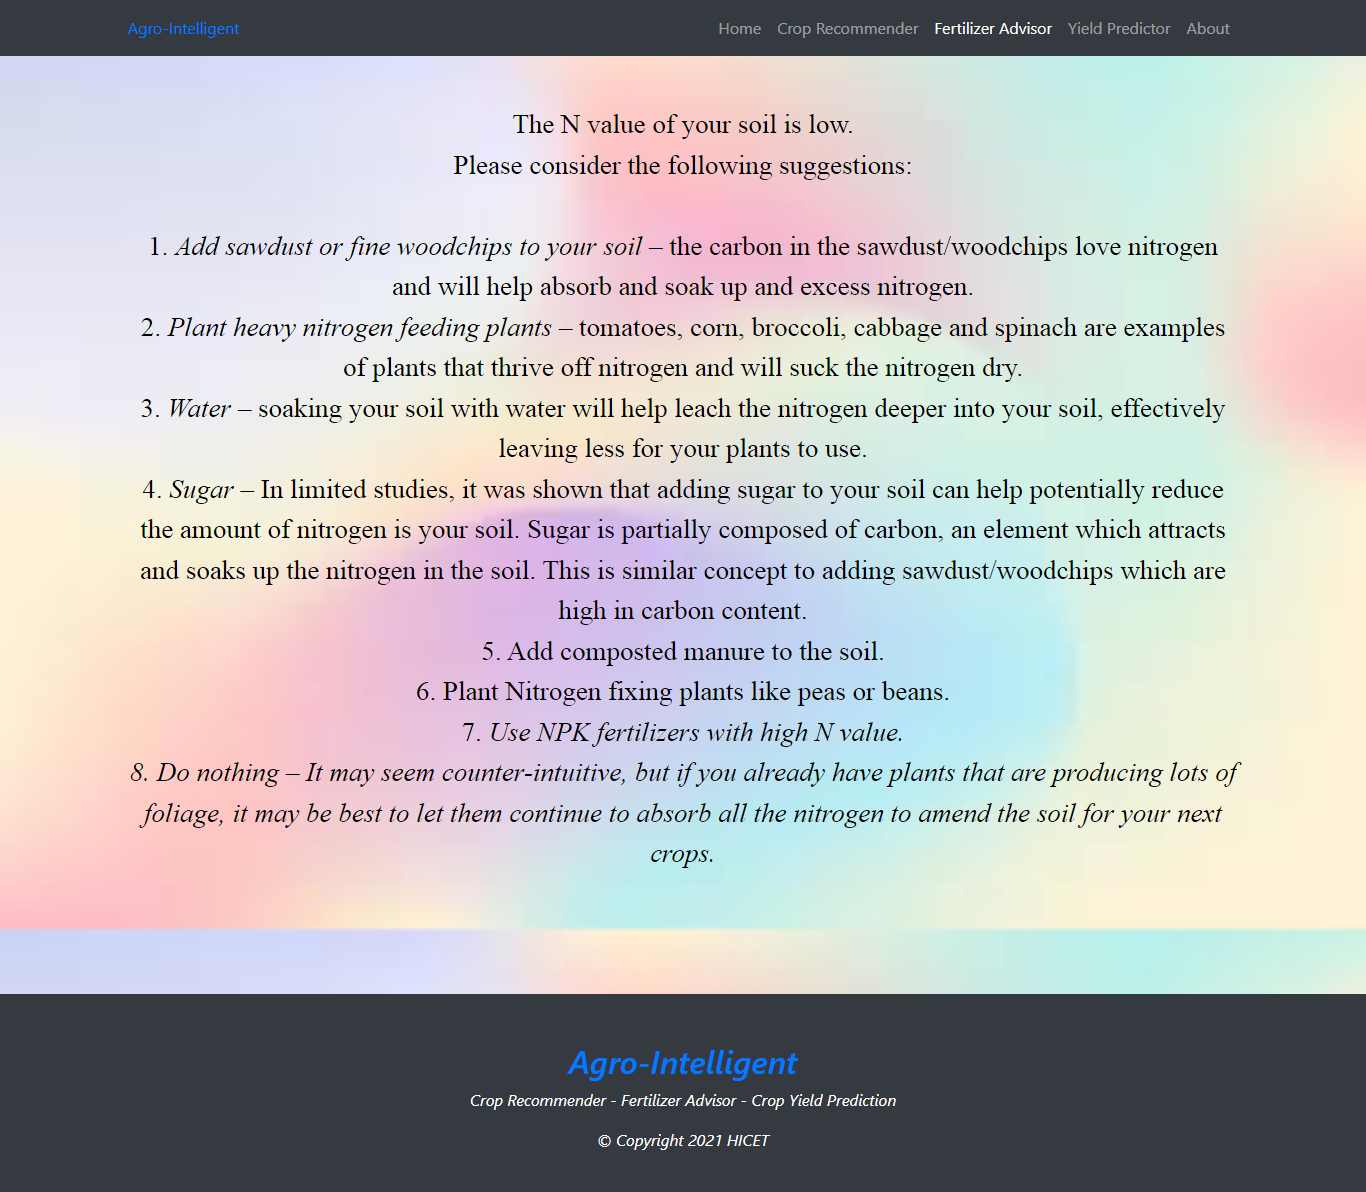 Agro-Intelligent
Home Crop Recommender Fertilizer Advisor Yield Predictor About
The N value of your soil is low.
Please consider the following suggestions:
1. Add sawdust or fine woodchips to your soil – the carbon in the sawdust/woodchips love nitrogen
and will help absorb and soak up and excess nitrogen.
2. Plant heavy nitrogen feeding plants – tomatoes, corn, broccoli, cabbage and spinach are examples
of plants that thrive off nitrogen and will suck the nitrogen dry.
3. Water – soaking your soil with water will help leach the nitrogen deeper into your soil, effectively
leaving less for your plants to use.
4. Sugar – In limited studies, it was shown that adding sugar to your soil can help potentially reduce
the amount of nitrogen is your soil. Sugar is partially composed of carbon, an element which attracts
and soaks up the nitrogen in the soil. This is similar concept to adding sawdust/woodchips which are
high in carbon content.
5. Add composted manure to the soil.
6. Plant Nitrogen fixing plants like peas or beans.
7. Use NPK fertilizers with high N value.
8. Do nothing – It may seem counter-intuitive, but if you already have plants that are producing lots of
foliage, it may be best to let them continue to absorb all the nitrogen to amend the soil for your next
crops.
Agro-Intelligent
Crop Recommender - Fertilizer Advisor - Crop Yield Prediction
© Copyright 2021 HICET